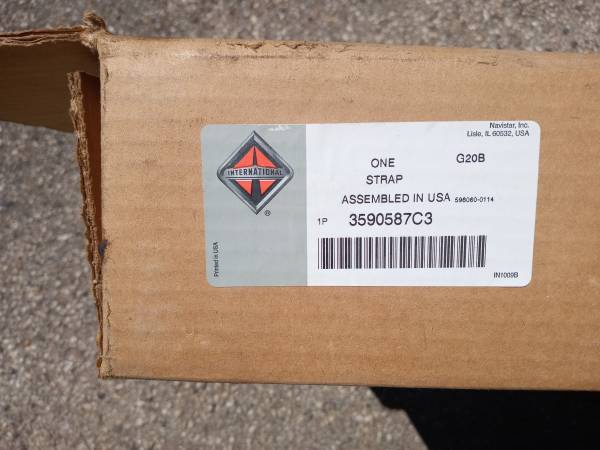 Navistar, Inc.
Lisle, IL 60532, USA
INTERNATIONAL
®
ONE G20B
STRAP
ASSEMBLED IN USA 598060-0114
1P 3590587C3
Printed in USA
IN1009B